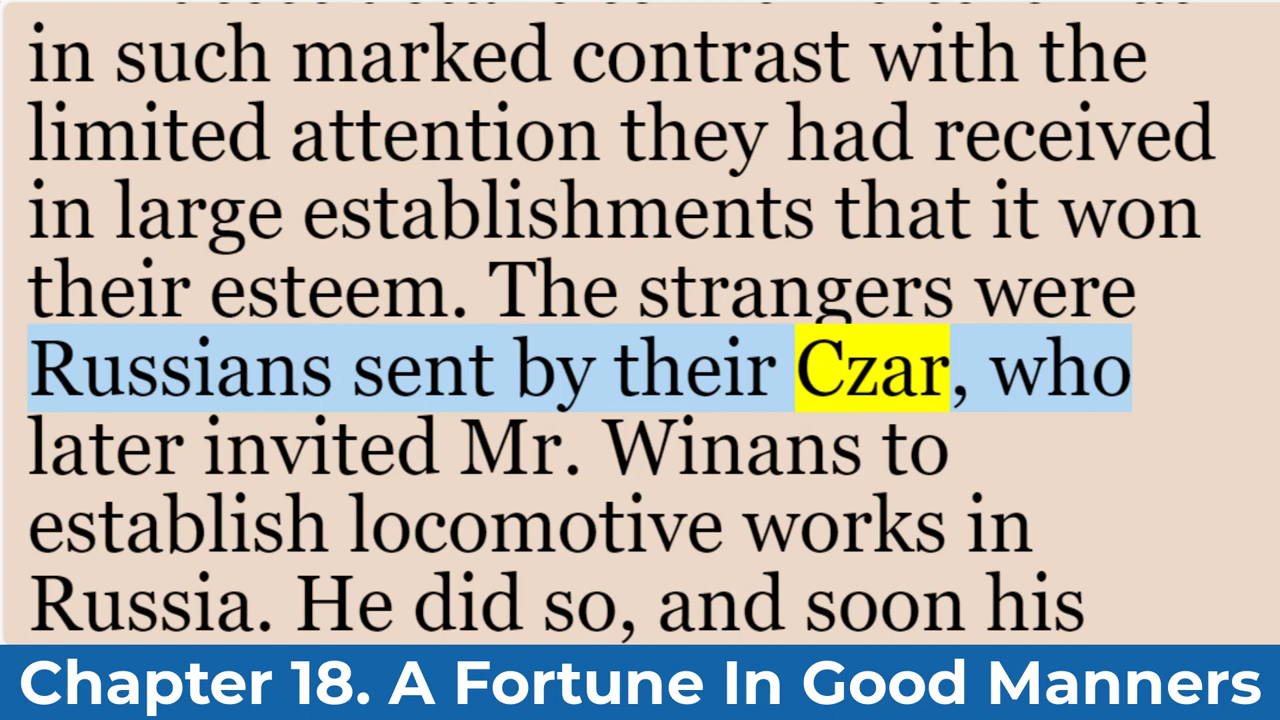 in such marked contrast with the
limited attention they had received
in large establishments that it won
their esteem. The strangers were
Russians sent by their Czar, who
later invited Mr. Winans to
establish locomotive works in
Russia. He did so, and soon his
Chapter 18. A Fortune In Good Manners